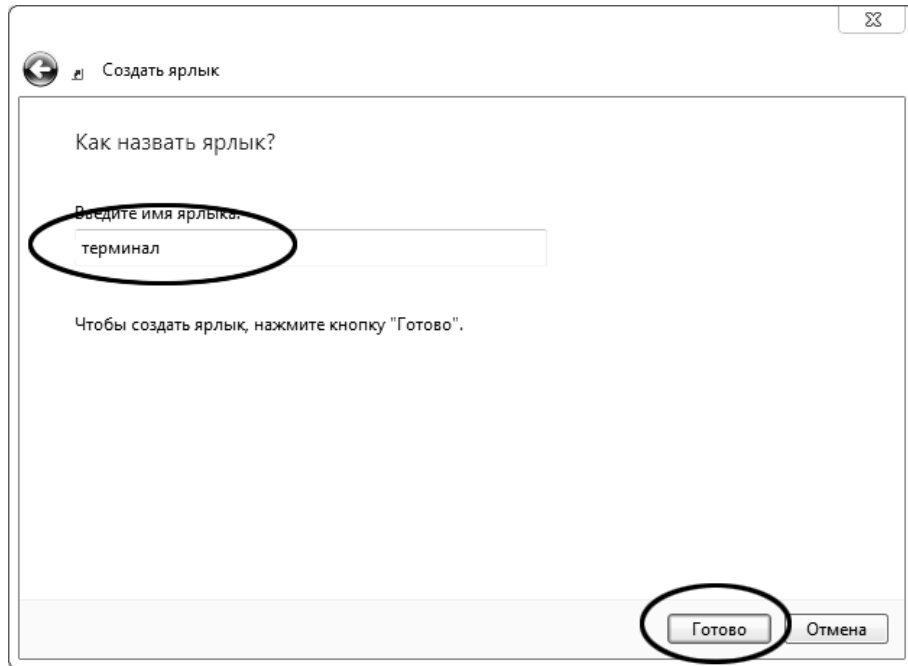 Создать ярлык
Как назвать ярлык?
Введите имя ярлыка:
терминал
Чтобы создать ярлык, нажмите кнопку "Готово".
Готово
Отмена